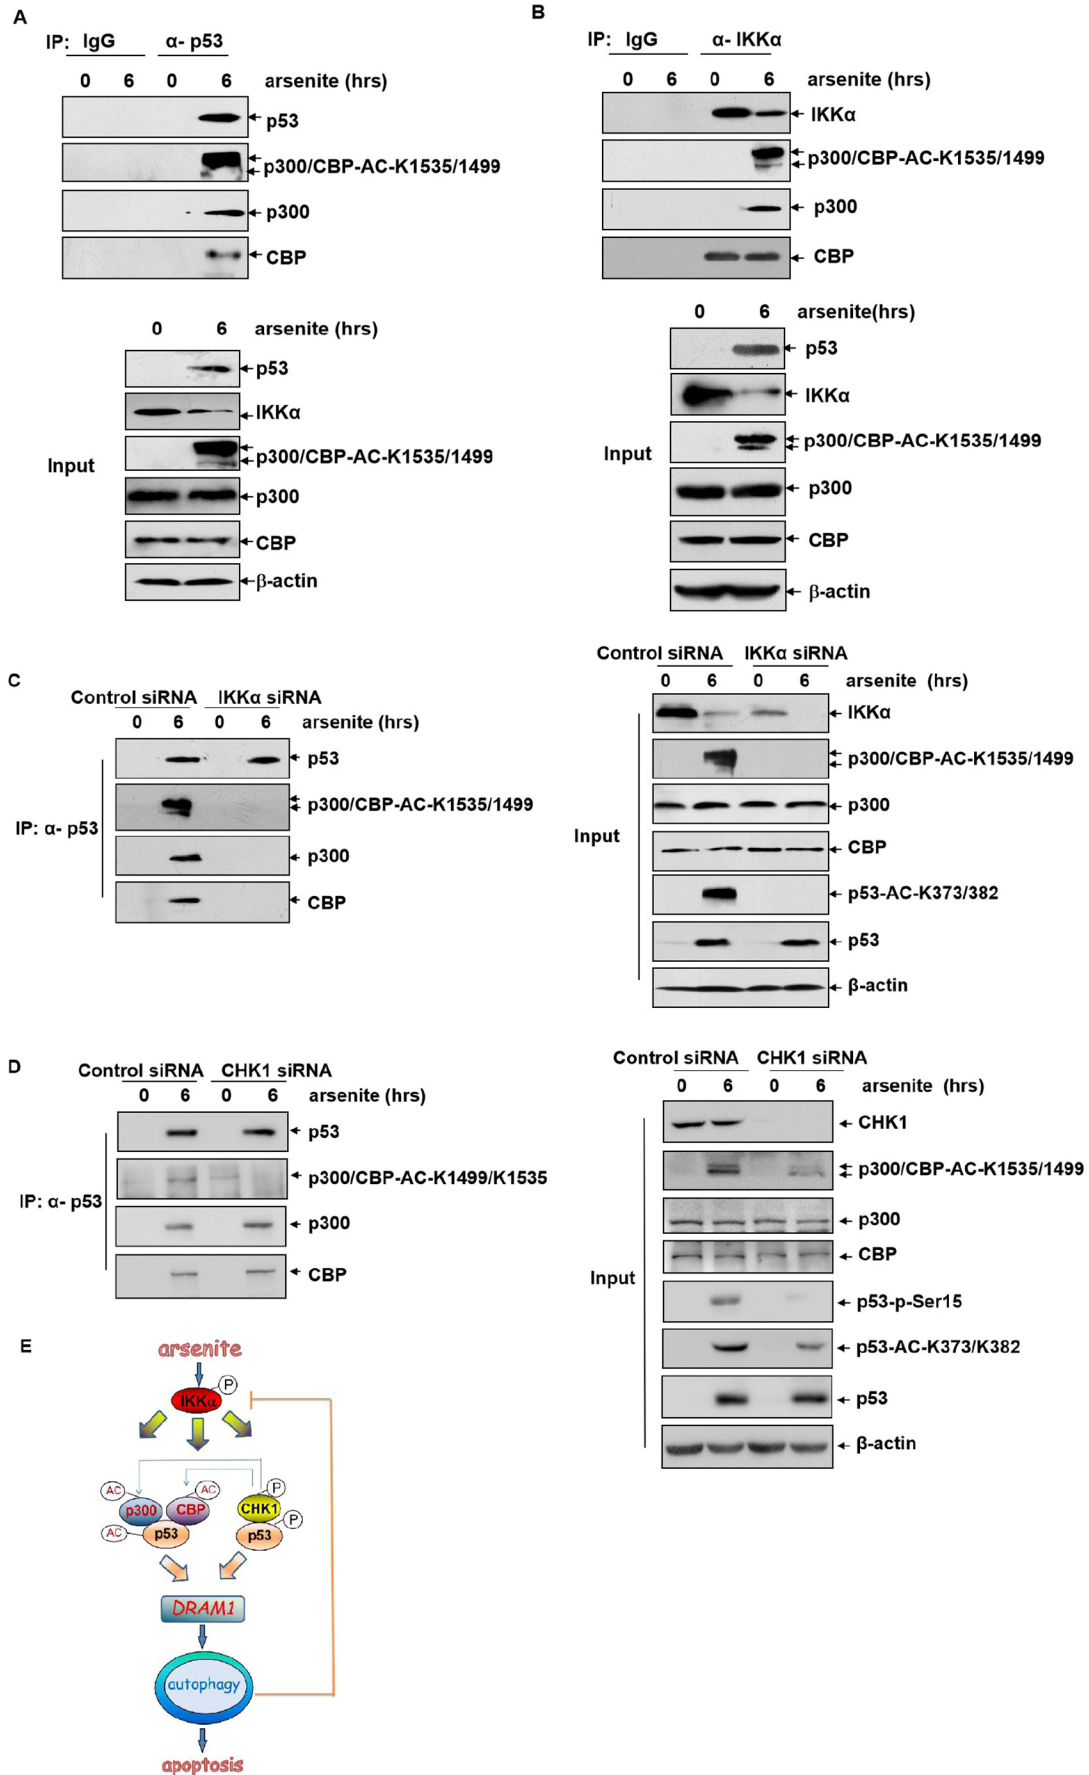 A
IP: IgG α- p53
0 6 0 6 arsenite (hrs)
p53
p300/CBP-AC-K1535/1499
p300
CBP
0 6 arsenite (hrs)
p53
IKKα
p300/CBP-AC-K1535/1499
Input
p300
CBP
β-actin
B
IP: IgG α- IKKα
0 6 0 6 arsenite (hrs)
IKKα
p300/CBP-AC-K1535/1499
p300
CBP
0 6 arsenite(hrs)
p53
IKKα
p300/CBP-AC-K1535/1499
Input
p300
CBP
β-actin
C
Control siRNA IKKα siRNA
0 6 0 6 arsenite (hrs)
p53
p300/CBP-AC-K1535/1499
IP: α- p53
p300
CBP
Control siRNA IKKα siRNA
0 6 0 6 arsenite (hrs)
IKKα
p300/CBP-AC-K1535/1499
p300
Input
CBP
p53-AC-K373/382
p53
β-actin
D
Control siRNA CHK1 siRNA
0 6 0 6 arsenite (hrs)
p53
p300/CBP-AC-K1499/K1535
IP: α- p53
p300
CBP
Control siRNA CHK1 siRNA
0 6 0 6 arsenite (hrs)
CHK1
p300/CBP-AC-K1535/1499
p300
CBP
Input
p53-p-Ser15
p53-AC-K373/K382
p53
β-actin
E
arsenite
P
IKKα
AC AC P
p300 CBP CHK1
P
AC p53 p53
DRAM1
autophagy
apoptosis